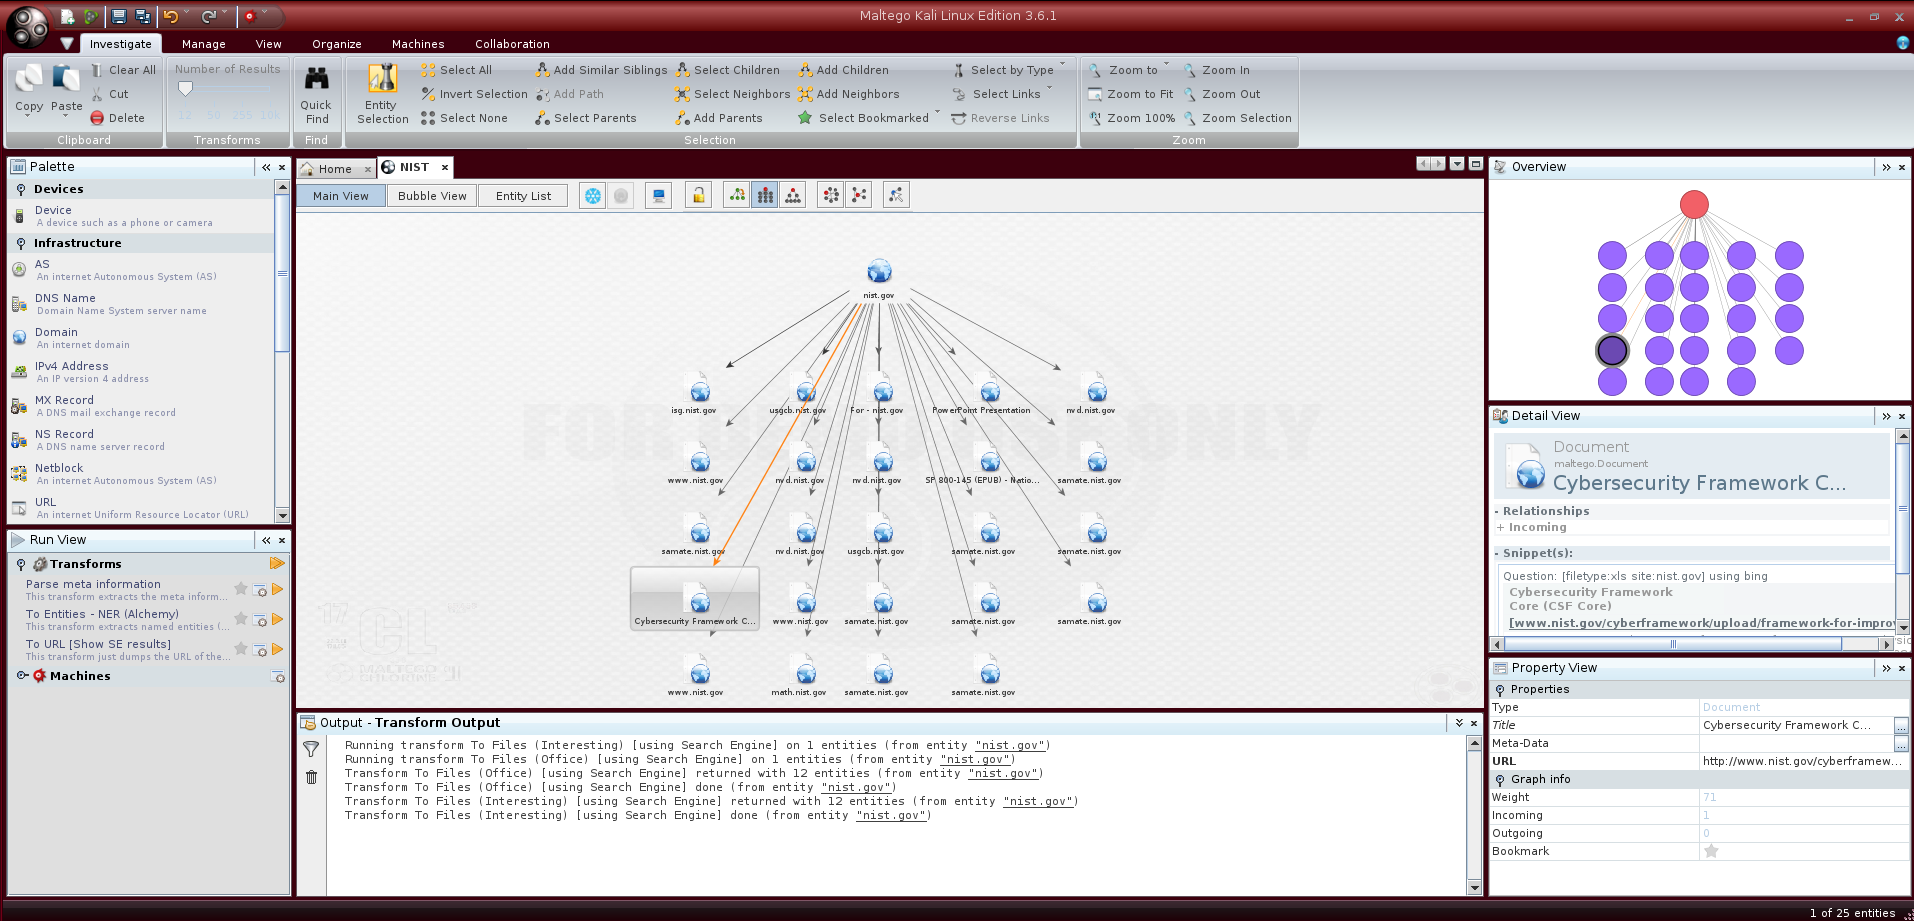 Maltego Kali Linux Edition 3.6.1
Investigate Manage View Organize Machines Collaboration
Copy Paste Clear All Cut Delete
Clipboard
Number of Results
12 50 255 10k
Transforms
Quick Find
Find
Entity Selection
Select All Add Similar Siblings Select Children Add Children Select by Type
Invert Selection Add Path Select Neighbors Add Neighbors Select Links
Select None Select Parents Add Parents Select Bookmarked Reverse Links
Selection
Zoom to Zoom In
Zoom to Fit Zoom Out
Zoom 100% Zoom Selection
Zoom
Palette
Devices
Device
A device such as a phone or camera
Infrastructure
AS
An internet Autonomous System (AS)
DNS Name
Domain Name System server name
Domain
An internet domain
IPv4 Address
An IP version 4 address
MX Record
A DNS mail exchange record
NS Record
A DNS name server record
Netblock
An internet Autonomous System (AS)
URL
An internet Uniform Resource Locator (URL)
Run View
Transforms
Parse meta information
This transform extracts the meta inform...
To Entities - NER (Alchemy)
This transform extracts named entities (...
To URL [Show SE results]
This transform just dumps the URL of the...
Machines
Home NIST
Main View Bubble View Entity List
nist.gov
isg.nist.gov usgcb.nist.gov For - nist.gov PowerPoint Presentation nvd.nist.gov
www.nist.gov nvd.nist.gov nvd.nist.gov SP 800-145 (EPUB) - Natio... samate.nist.gov
samate.nist.gov nvd.nist.gov usgcb.nist.gov samate.nist.gov samate.nist.gov
Cybersecurity Framework C... www.nist.gov samate.nist.gov samate.nist.gov samate.nist.gov
www.nist.gov math.nist.gov samate.nist.gov samate.nist.gov
Output - Transform Output
Running transform To Files (Interesting) [using Search Engine] on 1 entities (from entity "nist.gov")
Running transform To Files (Office) [using Search Engine] on 1 entities (from entity "nist.gov")
Transform To Files (Office) [using Search Engine] returned with 12 entities (from entity "nist.gov")
Transform To Files (Office) [using Search Engine] done (from entity "nist.gov")
Transform To Files (Interesting) [using Search Engine] returned with 12 entities (from entity "nist.gov")
Transform To Files (Interesting) [using Search Engine] done (from entity "nist.gov")
Overview
Detail View
Document
maltego.Document
Cybersecurity Framework C...
- Relationships
+ Incoming
- Snippet(s):
Question: [filetype:xls site:nist.gov] using bing
Cybersecurity Framework
Core (CSF Core)
[www.nist.gov/cyberframework/upload/framework-for-improv
Property View
Properties
Type Document
Title Cybersecurity Framework C...
Meta-Data
URL http://www.nist.gov/cyberframew...
Graph info
Weight 71
Incoming 1
Outgoing 0
Bookmark
1 of 25 entities